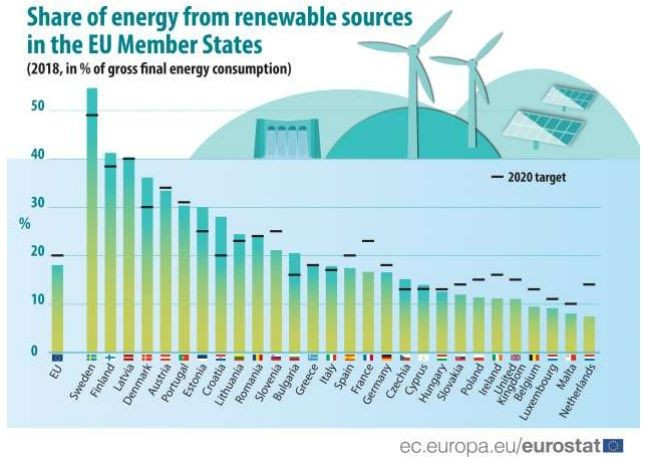 Share of energy from renewable sources
in the EU Member States
(2018, in % of gross final energy consumption)
50
40
2020 target
30
%
20
10
0
EU
Sweden
Finland
Latvia
Denmark
Austria
Portugal
Estonia
Croatia
Lithuania
Romania
Slovenia
Bulgaria
Greece
Italy
Spain
France
Germany
Czechia
Cyprus
Hungary
Slovakia
Poland
Ireland
United
Kingdom
Belgium
Luxembourg
Malta
Netherlands
ec.europa.eu/eurostat